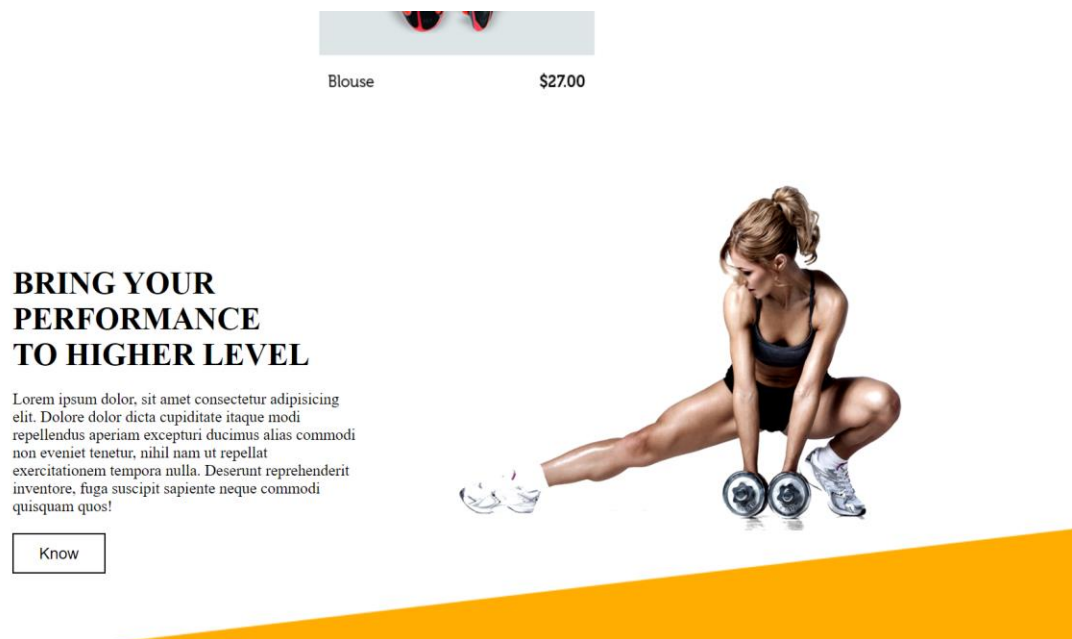 Blouse $27.00
BRING YOUR
PERFORMANCE
TO HIGHER LEVEL
Lorem ipsum dolor, sit amet consectetur adipisicing
elit. Dolore dolor dicta cupiditate itaque modi
repellendus aperiam excepturi ducimus alias commodi
non eveniet tenetur, nihil nam ut repellat
exercitationem tempora nulla. Deserunt reprehenderit
inventore, fuga suscipit sapiente neque commodi
quisquam quos!
Know